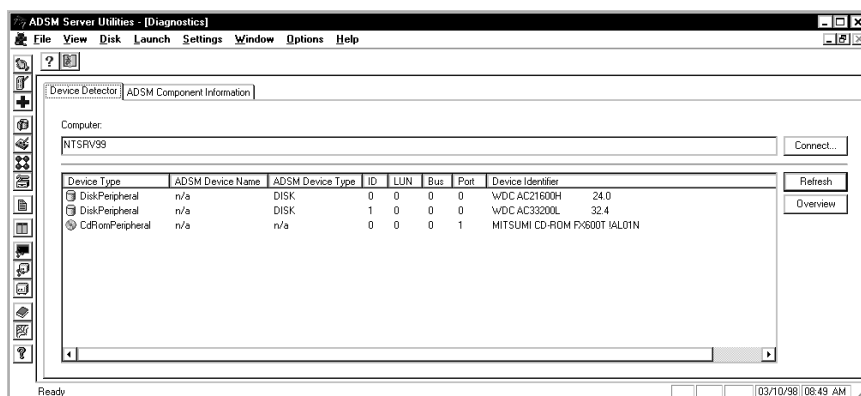 ADSM Server Utilities - [Diagnostics]
File View Disk Launch Settings Window Options Help
Device Detector ADSM Component Information
Computer:
NTSRV99 Connect...
Device Type ADSM Device Name ADSM Device Type ID LUN Bus Port Device Identifier Refresh
DiskPeripheral n/a DISK 0 0 0 0 WDC AC21600H 24.0
Overview
DiskPeripheral n/a DISK 1 0 0 0 WDC AC33200L 32.4
CdRomPeripheral n/a n/a 0 0 0 1 MITSUMI CD-ROM FX600T !AL01N
Ready 03/10/98 08:49 AM